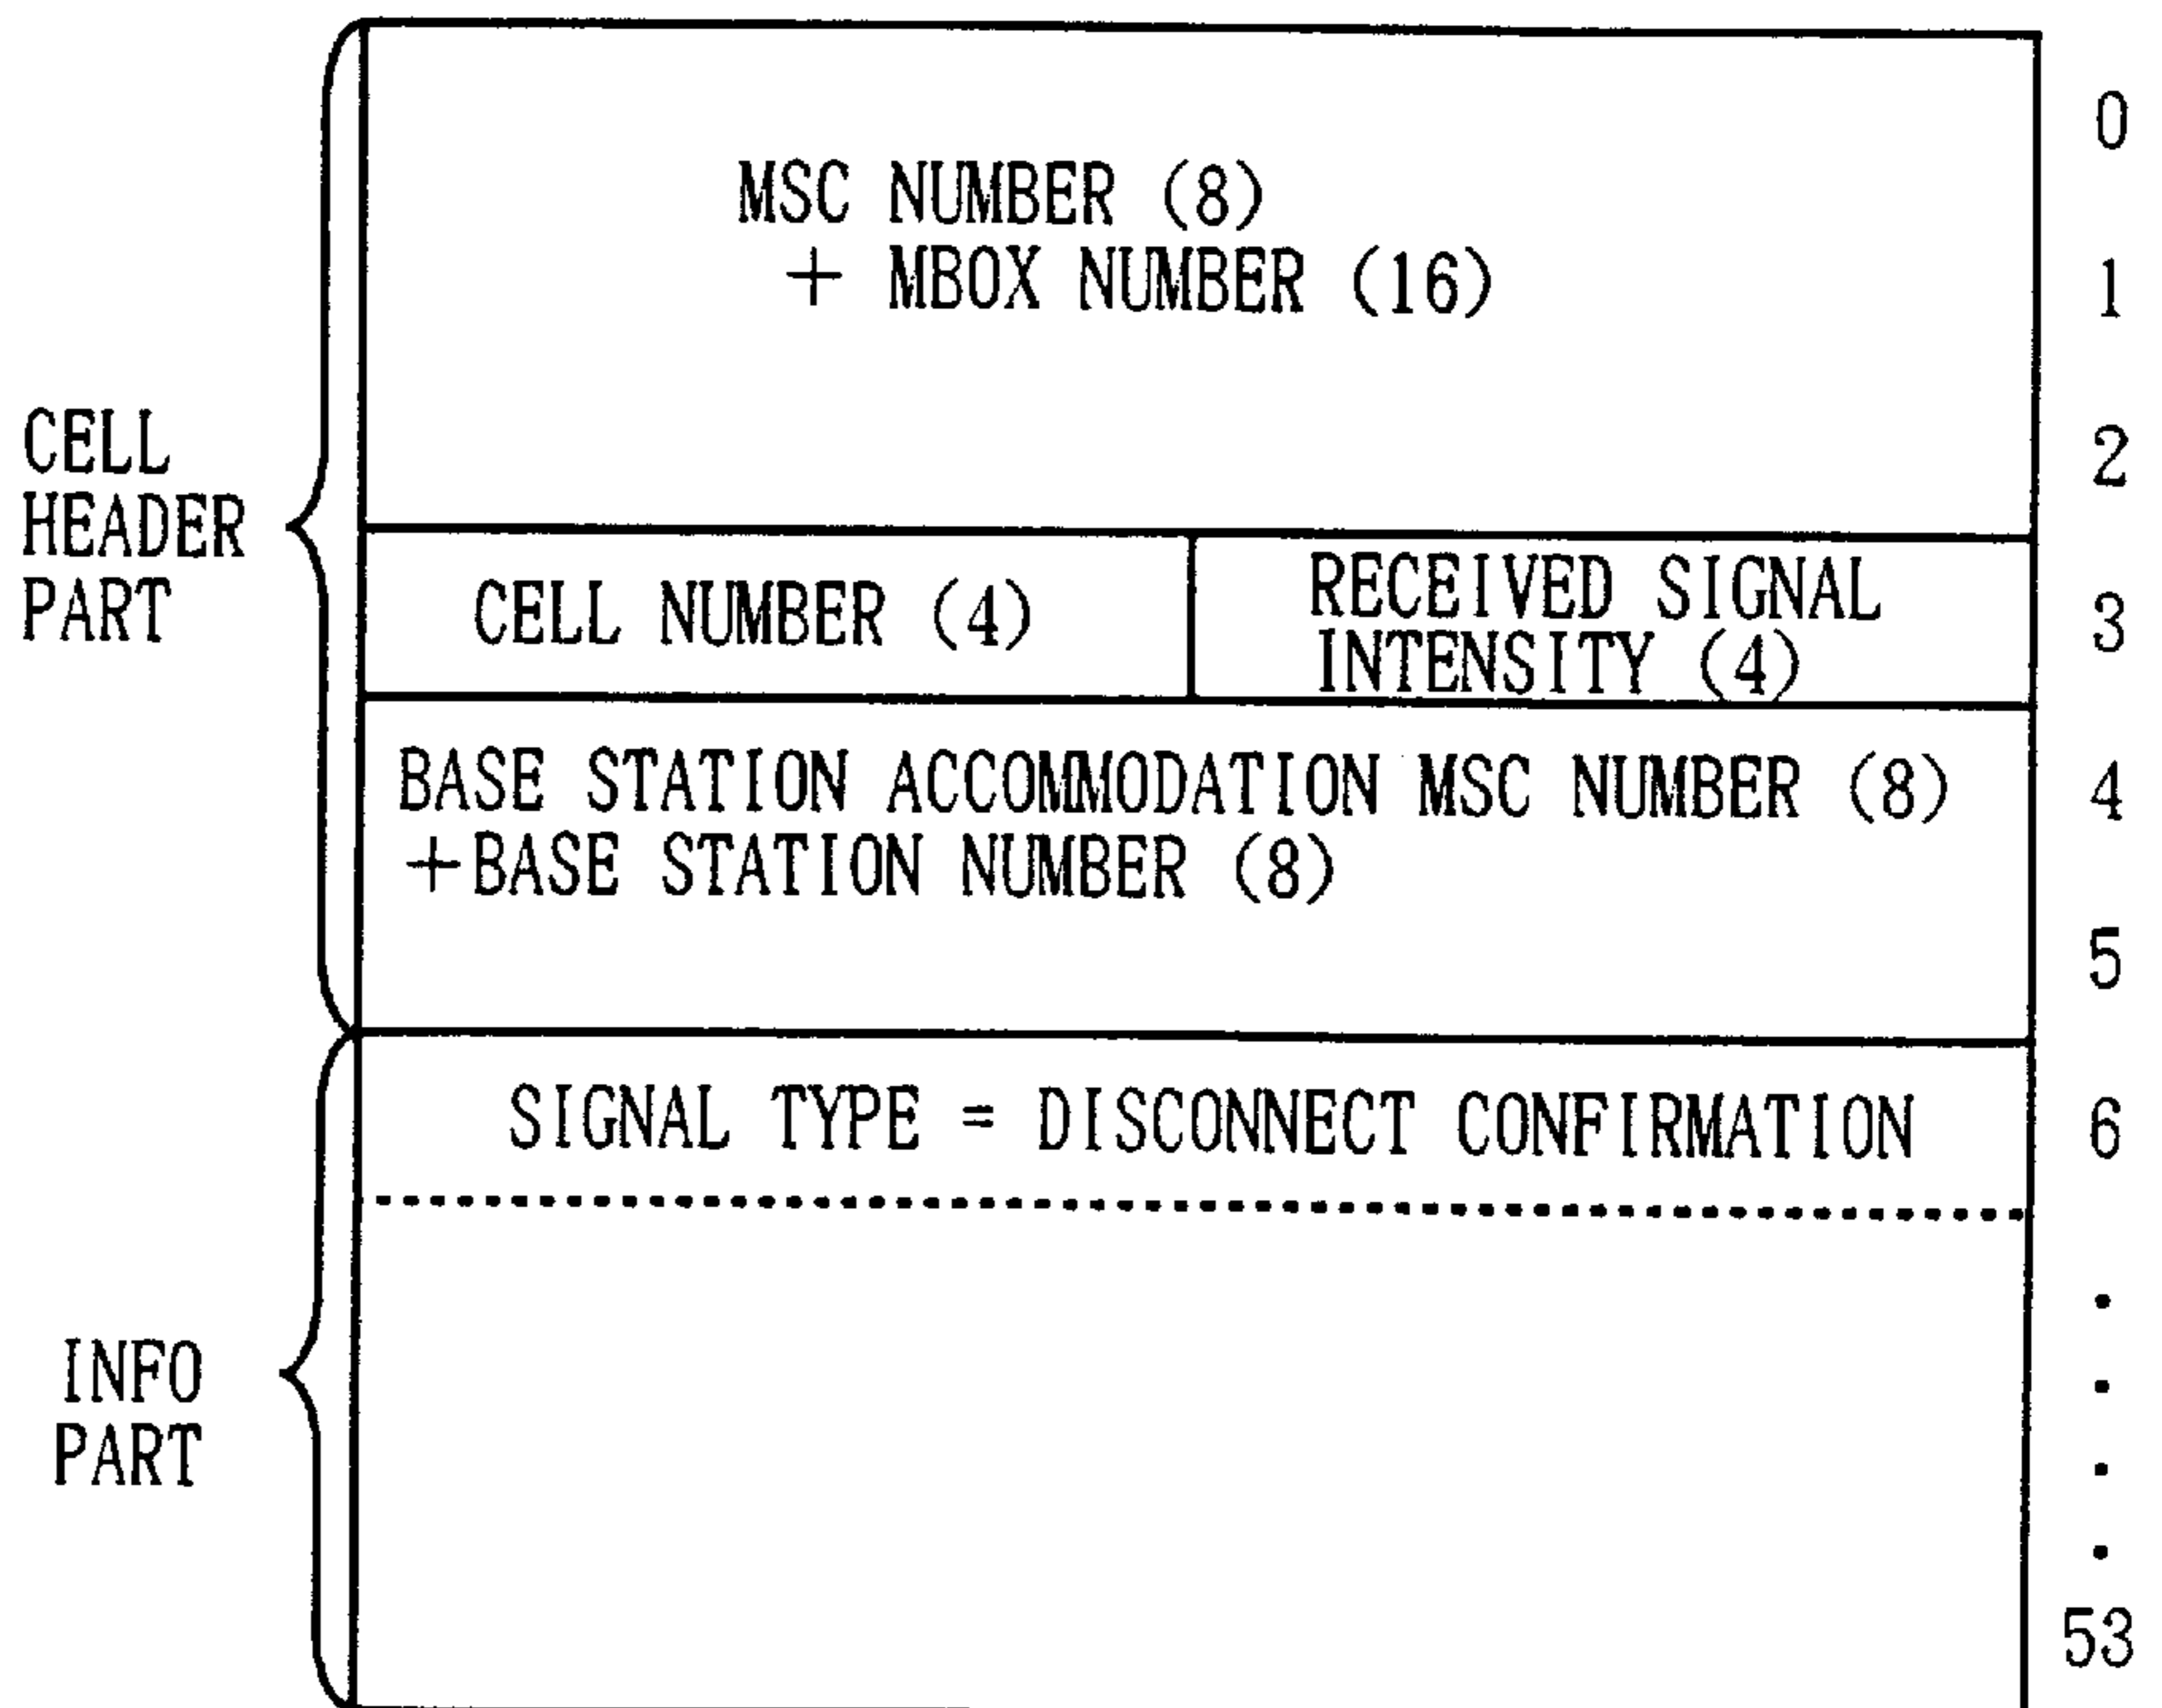 0
MSC NUMBER (8)
+ MBOX NUMBER (16)
1
2
CELL
HEADER
PART
CELL NUMBER (4)
RECEIVED SIGNAL
INTENSITY (4)
3
BASE STATION ACCOMMODATION MSC NUMBER (8)
+BASE STATION NUMBER (8)
4
5
SIGNAL TYPE = DISCONNECT CONFIRMATION
6
INFO
PART
53